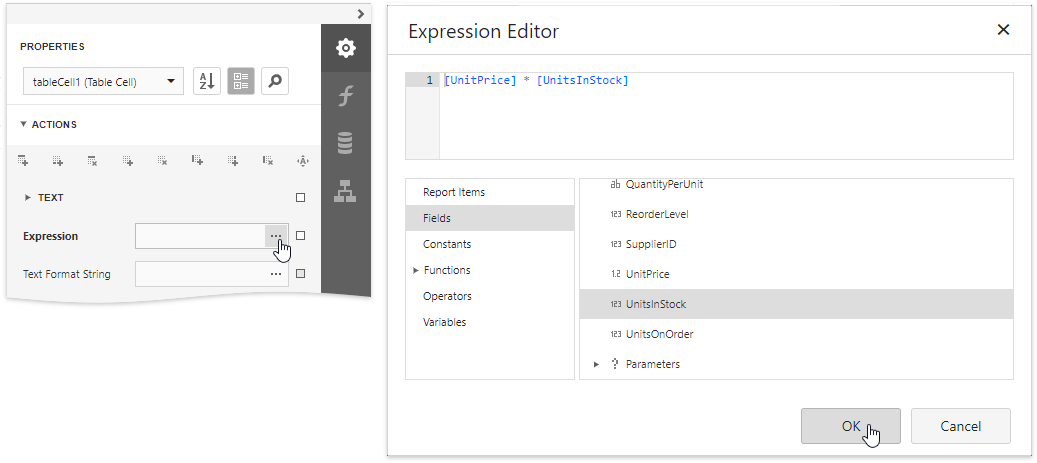 PROPERTIES
tableCell1 (Table Cell)
A
Z
ACTIONS
TEXT
Expression
...
Text Format String
...
Expression Editor
1 [UnitPrice] * [UnitsInStock]
Report Items
Fields
Constants
Functions
Operators
Variables
ab QuantityPerUnit
123 ReorderLevel
123 SupplierID
1.2 UnitPrice
123 UnitsInStock
123 UnitsOnOrder
Parameters
OK
Cancel